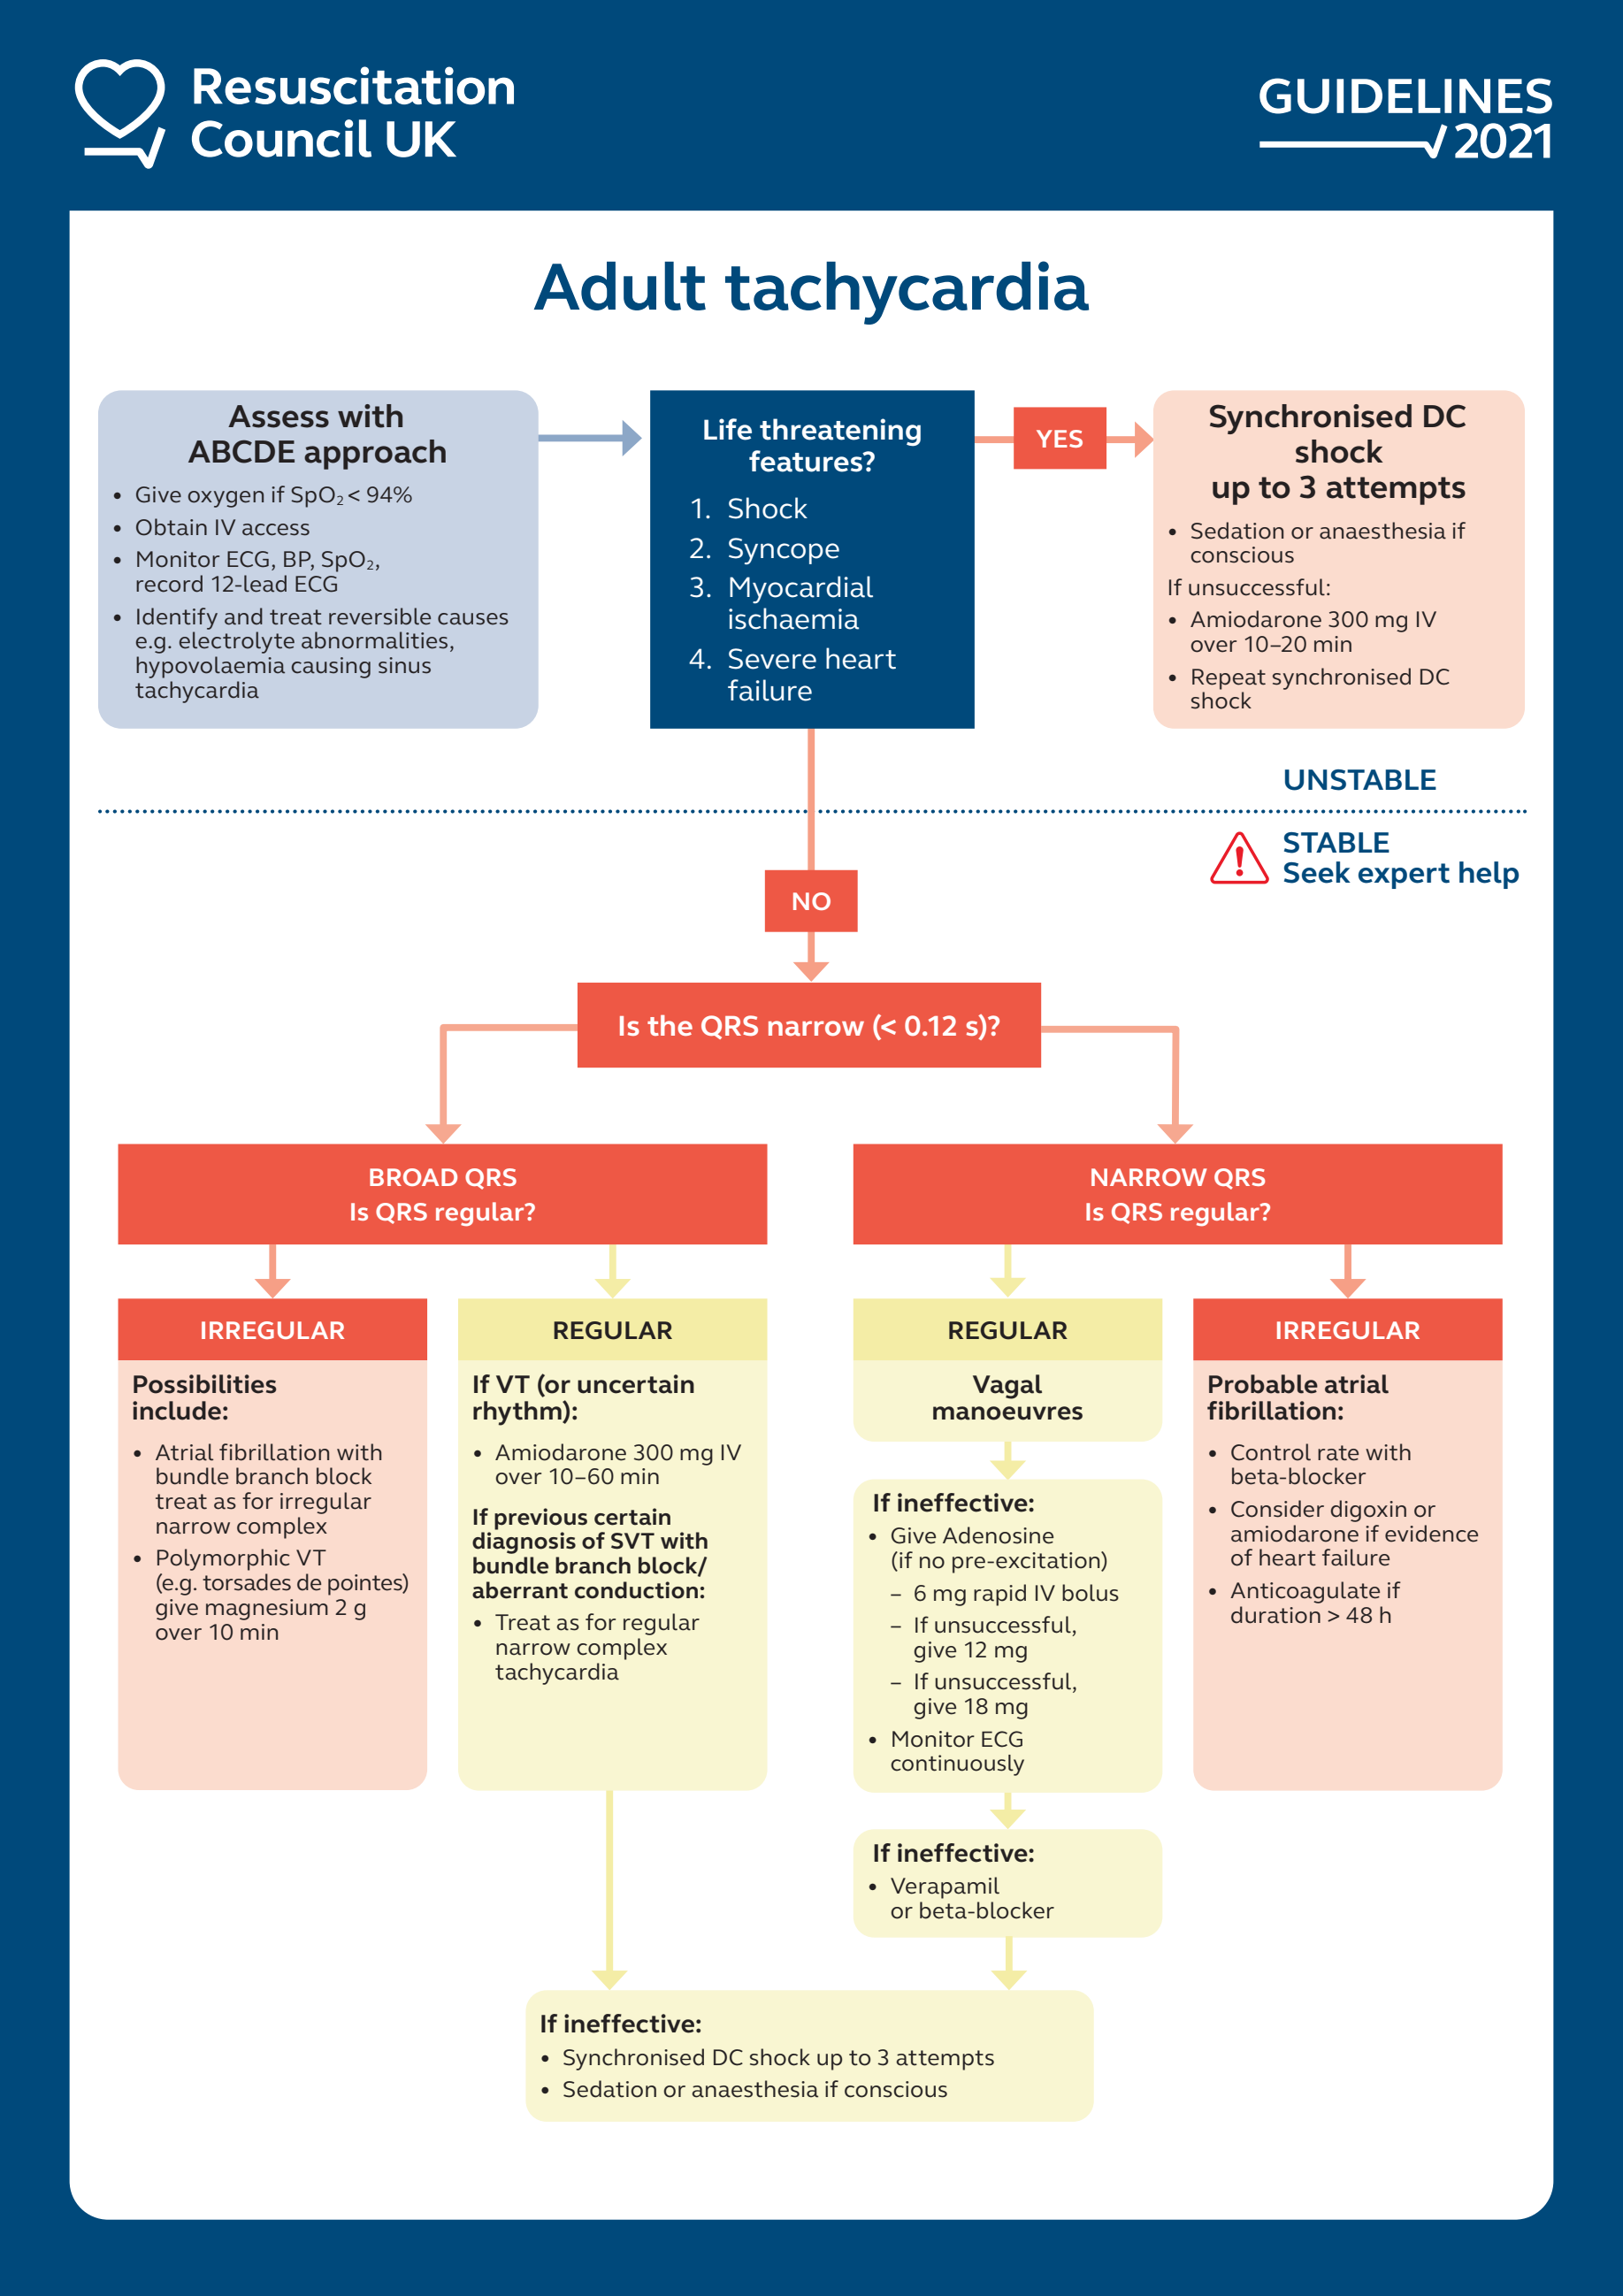 Resuscitation
Council UK
GUIDELINES
2021
Adult tachycardia
Assess with
ABCDE approach
• Give oxygen if SpO₂ < 94%
• Obtain IV access
• Monitor ECG, BP, SpO₂,
record 12-lead ECG
• Identify and treat reversible causes
e.g. electrolyte abnormalities,
hypovolaemia causing sinus
tachycardia
Life threatening
features?
1. Shock
2. Syncope
3. Myocardial
ischaemia
4. Severe heart
failure
YES
Synchronised DC
shock
up to 3 attempts
• Sedation or anaesthesia if
conscious
If unsuccessful:
• Amiodarone 300 mg IV
over 10–20 min
• Repeat synchronised DC
shock
UNSTABLE
STABLE
Seek expert help
NO
Is the QRS narrow (< 0.12 s)?
BROAD QRS
Is QRS regular?
NARROW QRS
Is QRS regular?
IRREGULAR
Possibilities
include:
• Atrial fibrillation with
bundle branch block
treat as for irregular
narrow complex
• Polymorphic VT
(e.g. torsades de pointes)
give magnesium 2 g
over 10 min
REGULAR
If VT (or uncertain
rhythm):
• Amiodarone 300 mg IV
over 10–60 min
If previous certain
diagnosis of SVT with
bundle branch block/
aberrant conduction:
• Treat as for regular
narrow complex
tachycardia
REGULAR
Vagal
manoeuvres
If ineffective:
• Give Adenosine
(if no pre-excitation)
– 6 mg rapid IV bolus
– If unsuccessful,
give 12 mg
– If unsuccessful,
give 18 mg
• Monitor ECG
continuously
If ineffective:
• Verapamil
or beta-blocker
IRREGULAR
Probable atrial
fibrillation:
• Control rate with
beta-blocker
• Consider digoxin or
amiodarone if evidence
of heart failure
• Anticoagulate if
duration > 48 h
If ineffective:
• Synchronised DC shock up to 3 attempts
• Sedation or anaesthesia if conscious